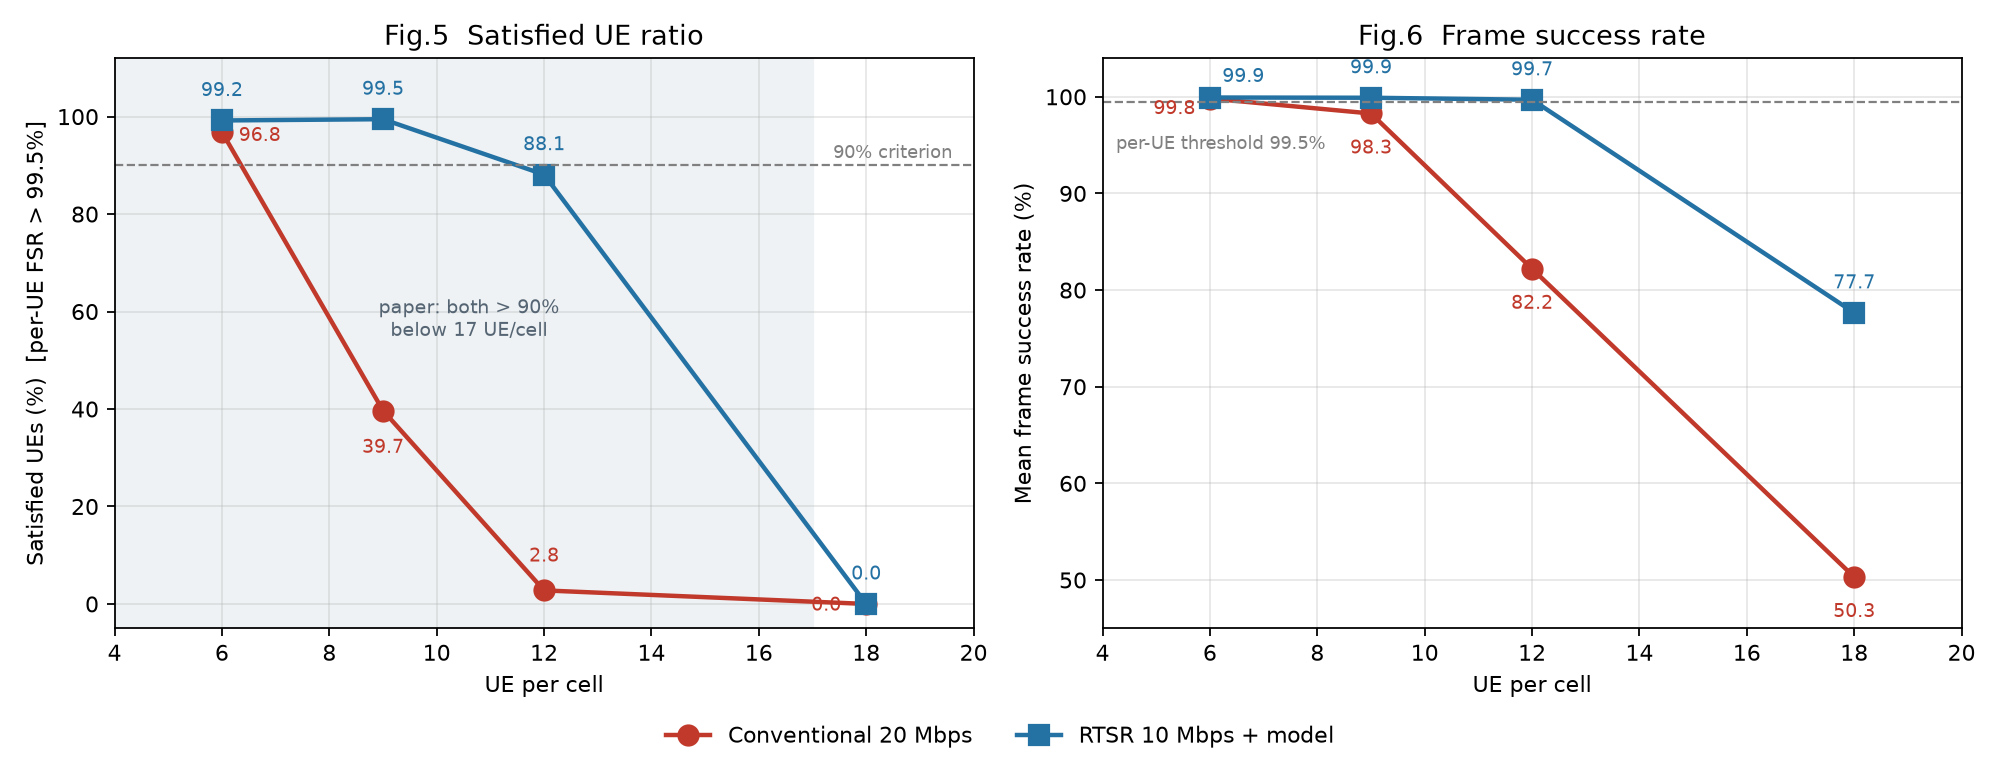 Fig.5  Satisfied UE ratio
Satisfied UEs (%)  [per-UE FSR > 99.5%]
100
80
60
40
20
0
99.2
99.5
96.8
88.1
90% criterion
paper: both > 90%
below 17 UE/cell
39.7
2.8
0.0
0.0
4 6 8 10 12 14 16 18 20
UE per cell
Fig.6  Frame success rate
Mean frame success rate (%)
100
90
80
70
60
50
99.9
99.9
99.7
99.8
per-UE threshold 99.5%
98.3
82.2
77.7
50.3
4 6 8 10 12 14 16 18 20
UE per cell
Conventional 20 Mbps
RTSR 10 Mbps + model